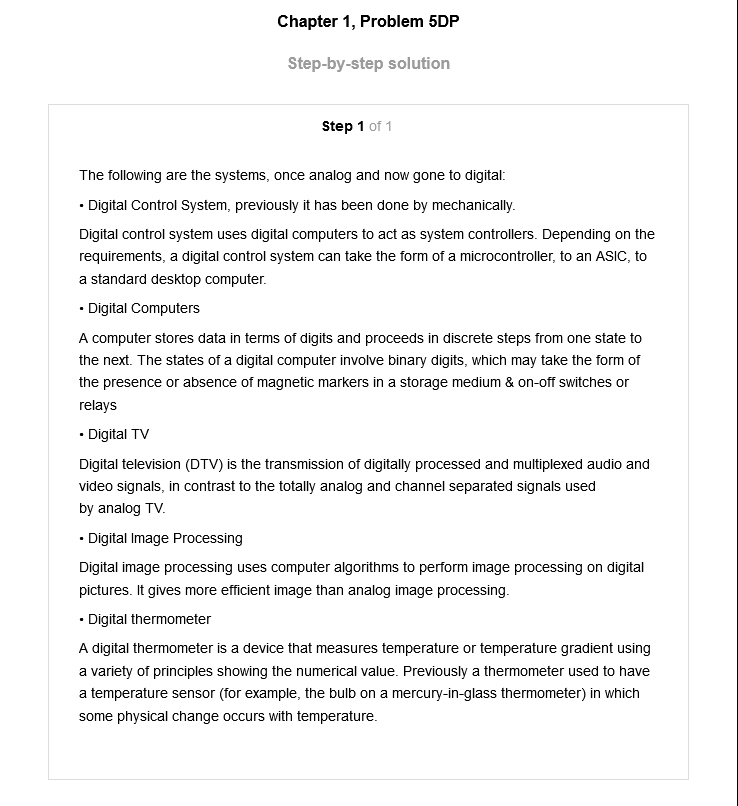 Chapter 1, Problem 5DP
Step-by-step solution
Step 1 of 1
The following are the systems, once analog and now gone to digital:
• Digital Control System, previously it has been done by mechanically.
Digital control system uses digital computers to act as system controllers. Depending on the
requirements, a digital control system can take the form of a microcontroller, to an ASIC, to
a standard desktop computer.
• Digital Computers
A computer stores data in terms of digits and proceeds in discrete steps from one state to
the next. The states of a digital computer involve binary digits, which may take the form of
the presence or absence of magnetic markers in a storage medium & on-off switches or
relays
• Digital TV
Digital television (DTV) is the transmission of digitally processed and multiplexed audio and
video signals, in contrast to the totally analog and channel separated signals used
by analog TV.
• Digital Image Processing
Digital image processing uses computer algorithms to perform image processing on digital
pictures. It gives more efficient image than analog image processing.
• Digital thermometer
A digital thermometer is a device that measures temperature or temperature gradient using
a variety of principles showing the numerical value. Previously a thermometer used to have
a temperature sensor (for example, the bulb on a mercury-in-glass thermometer) in which
some physical change occurs with temperature.